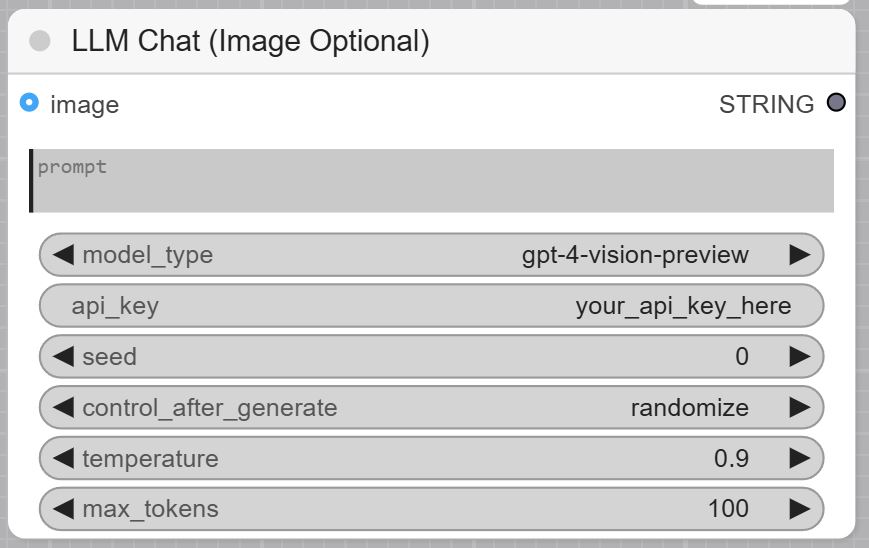 LLM Chat (Image Optional)
image STRING
prompt
model_type gpt-4-vision-preview
api_key your_api_key_here
seed 0
control_after_generate randomize
temperature 0.9
max_tokens 100